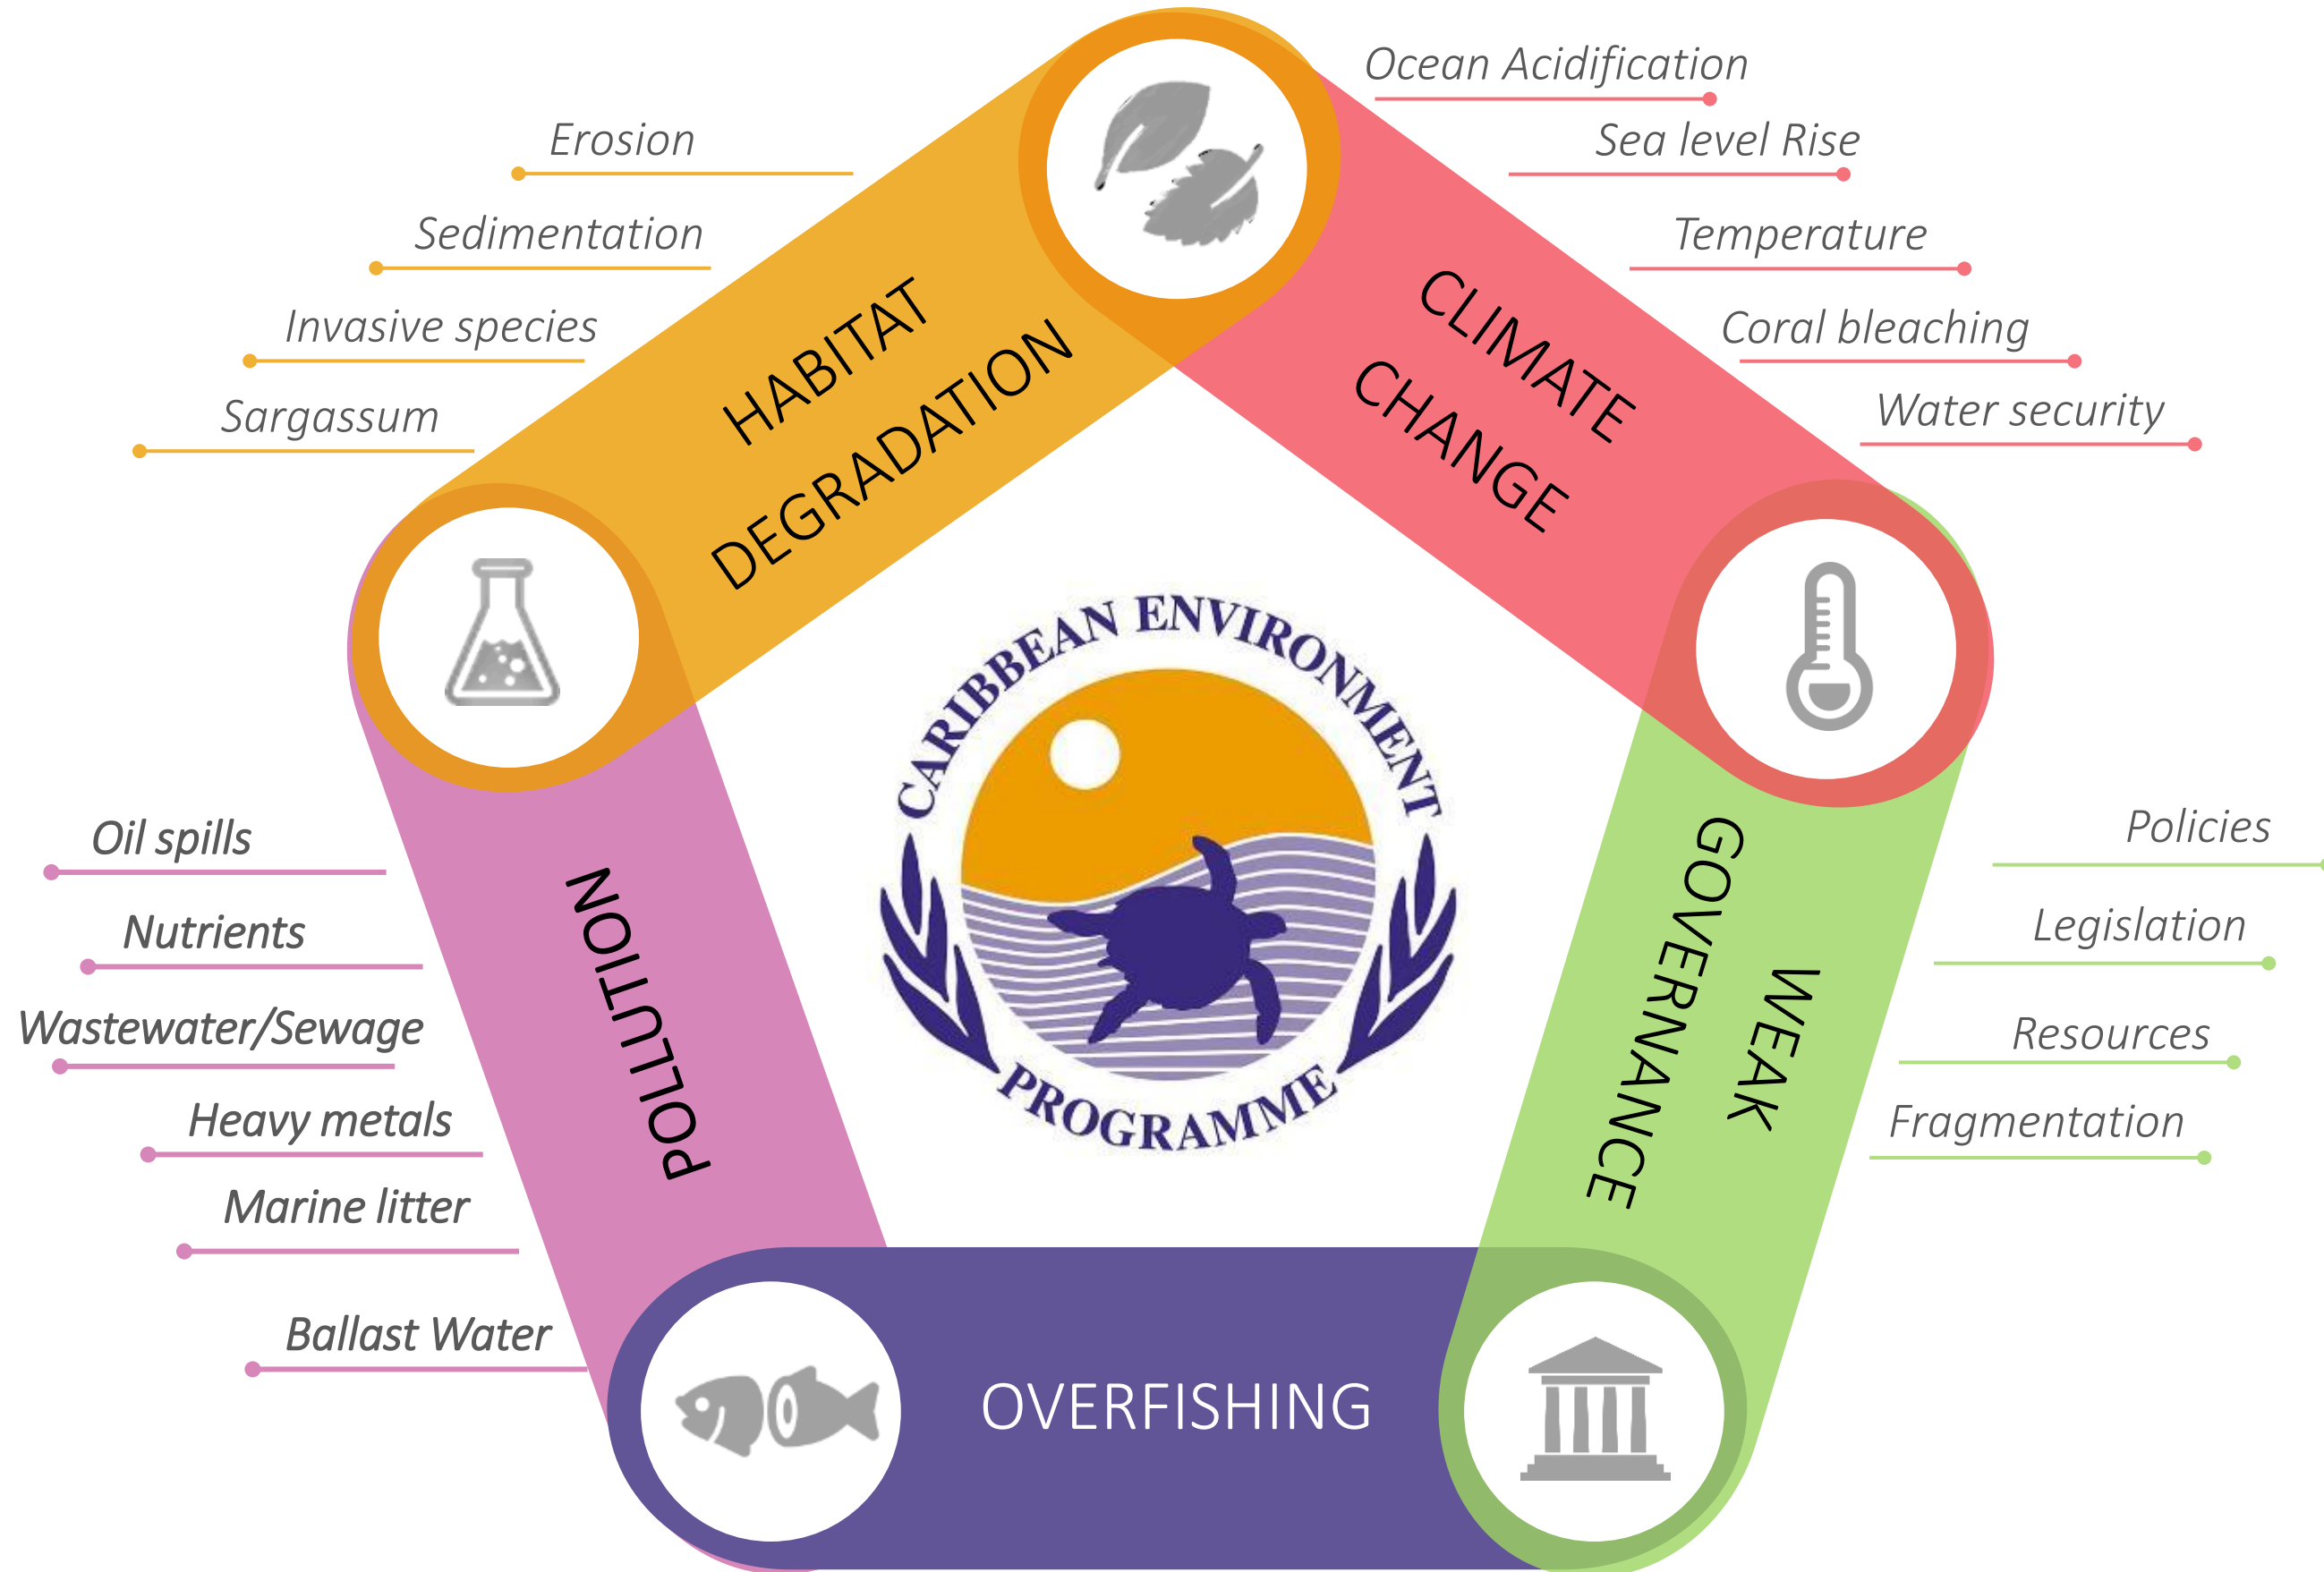 Ocean Acidification
Sea level Rise
Temperature
Coral bleaching
Water security
Erosion
Sedimentation
Invasive species
Sargassum
HABITAT
DEGRADATION
CLIMATE
CHANGE
CARIBBEAN ENVIRONMENT
PROGRAMME
Oil spills
Nutrients
Wastewater/Sewage
Heavy metals
Marine litter
Ballast Water
POLLUTION
WEAK
GOVERNANCE
Policies
Legislation
Resources
Fragmentation
OVERFISHING